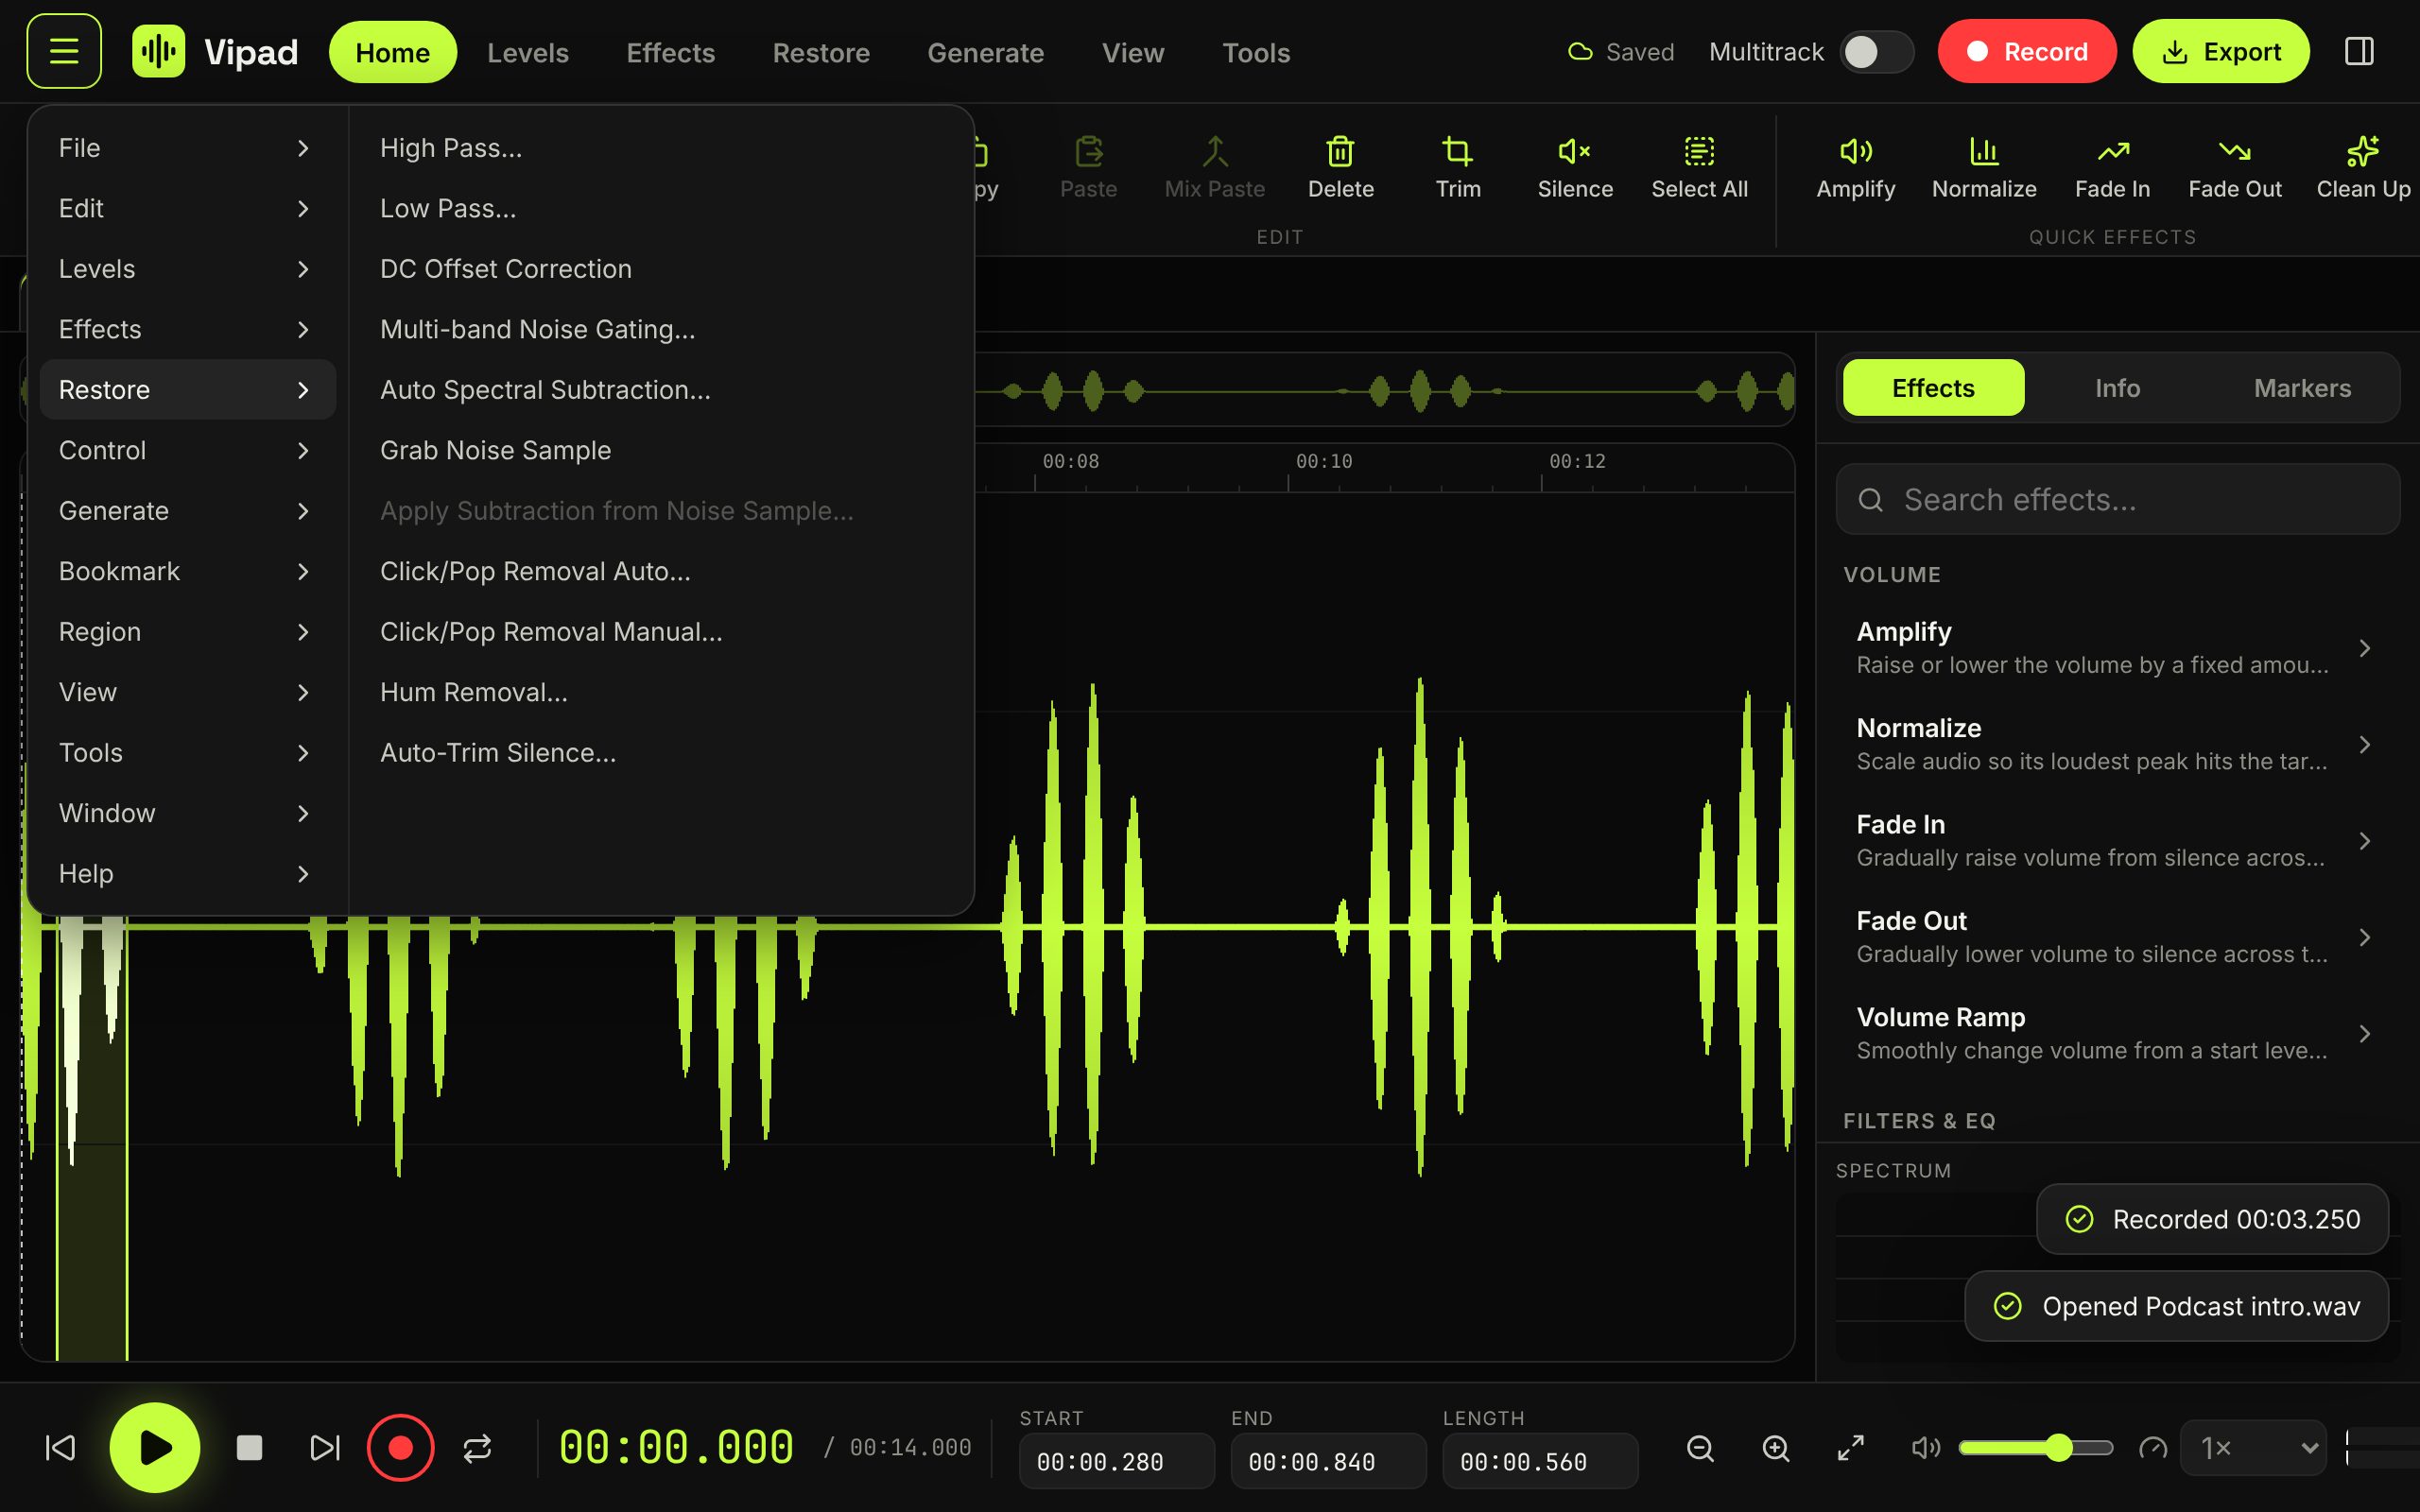 Vipad
Home
Levels
Effects
Restore
Generate
View
Tools
Saved
Multitrack
Record
Export
File
Edit
Levels
Effects
Restore
Control
Generate
Bookmark
Region
View
Tools
Window
Help
High Pass...
Low Pass...
DC Offset Correction
Multi-band Noise Gating...
Auto Spectral Subtraction...
Grab Noise Sample
Apply Subtraction from Noise Sample...
Click/Pop Removal Auto...
Click/Pop Removal Manual...
Hum Removal...
Auto-Trim Silence...
py
Paste
Mix Paste
Delete
Trim
Silence
Select All
EDIT
Amplify
Normalize
Fade In
Fade Out
Clean Up
QUICK EFFECTS
00:08
00:10
00:12
Effects
Info
Markers
Search effects...
VOLUME
Amplify
Raise or lower the volume by a fixed amou...
Normalize
Scale audio so its loudest peak hits the tar...
Fade In
Gradually raise volume from silence acros...
Fade Out
Gradually lower volume to silence across t...
Volume Ramp
Smoothly change volume from a start leve...
FILTERS & EQ
SPECTRUM
Recorded 00:03.250
Opened Podcast intro.wav
00:00.000
/ 00:14.000
START
00:00.280
END
00:00.840
LENGTH
00:00.560
1×